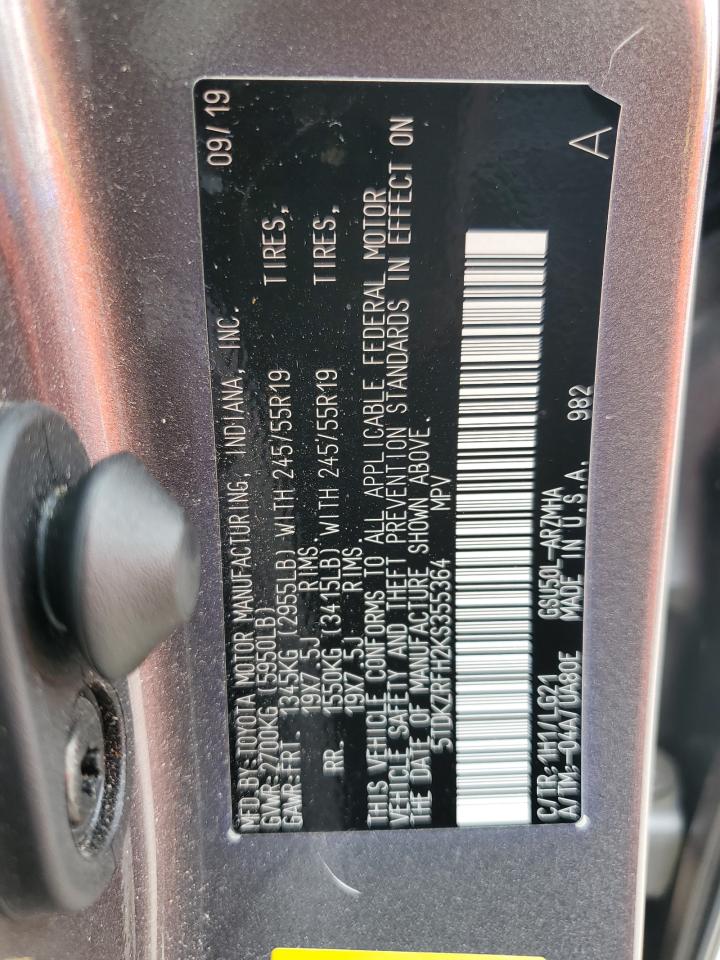 MFD BY:TOYOTA MOTOR MANUFACTURING, INDIANA, INC. 09/19
GVWR:2700KG (5950LB)
GAWR:FRT. 1345KG (2955LB) WITH 245/55R19 TIRES,
19X7.5J RIMS.
RR. 1550KG (3415LB) WITH 245/55R19 TIRES,
19X7.5J RIMS.
THIS VEHICLE CONFORMS TO ALL APPLICABLE FEDERAL MOTOR
VEHICLE SAFETY AND THEFT PREVENTION STANDARDS IN EFFECT ON
THE DATE OF MANUFACTURE SHOWN ABOVE.
5TDKZRFH2KS355364 MPV
C/TR:1H1/LG21 GSU50L-ARZMHA
A/TM:-04A/UA80E MADE IN U.S.A. 982
A